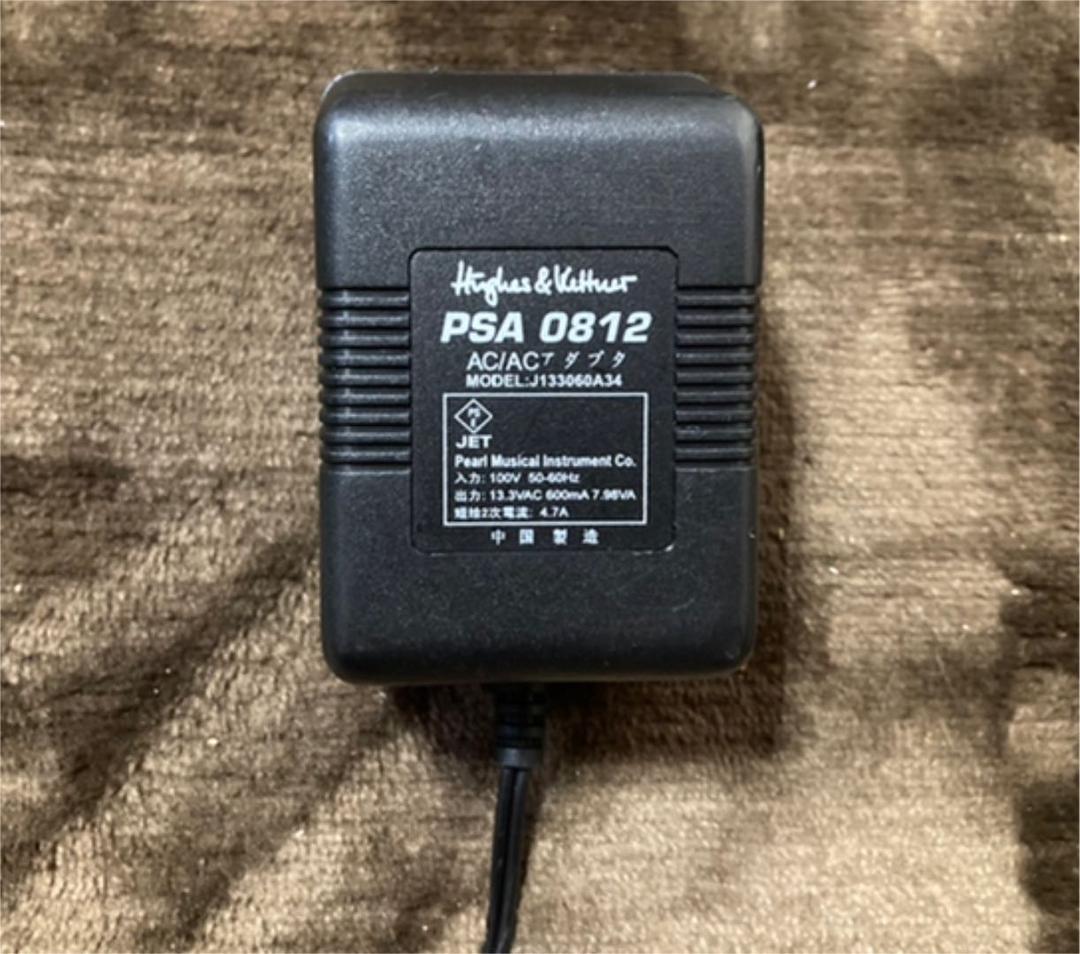 Hughes & Kettner
PSA 0812
AC/ACアダプタ
MODEL:J133060A34
PS
E
JET
Pearl Musical Instrument Co.
入力: 100V 50-60Hz
出力: 13.3VAC 600mA 7.98VA
短絡2次電流: 4.7A
中国製造